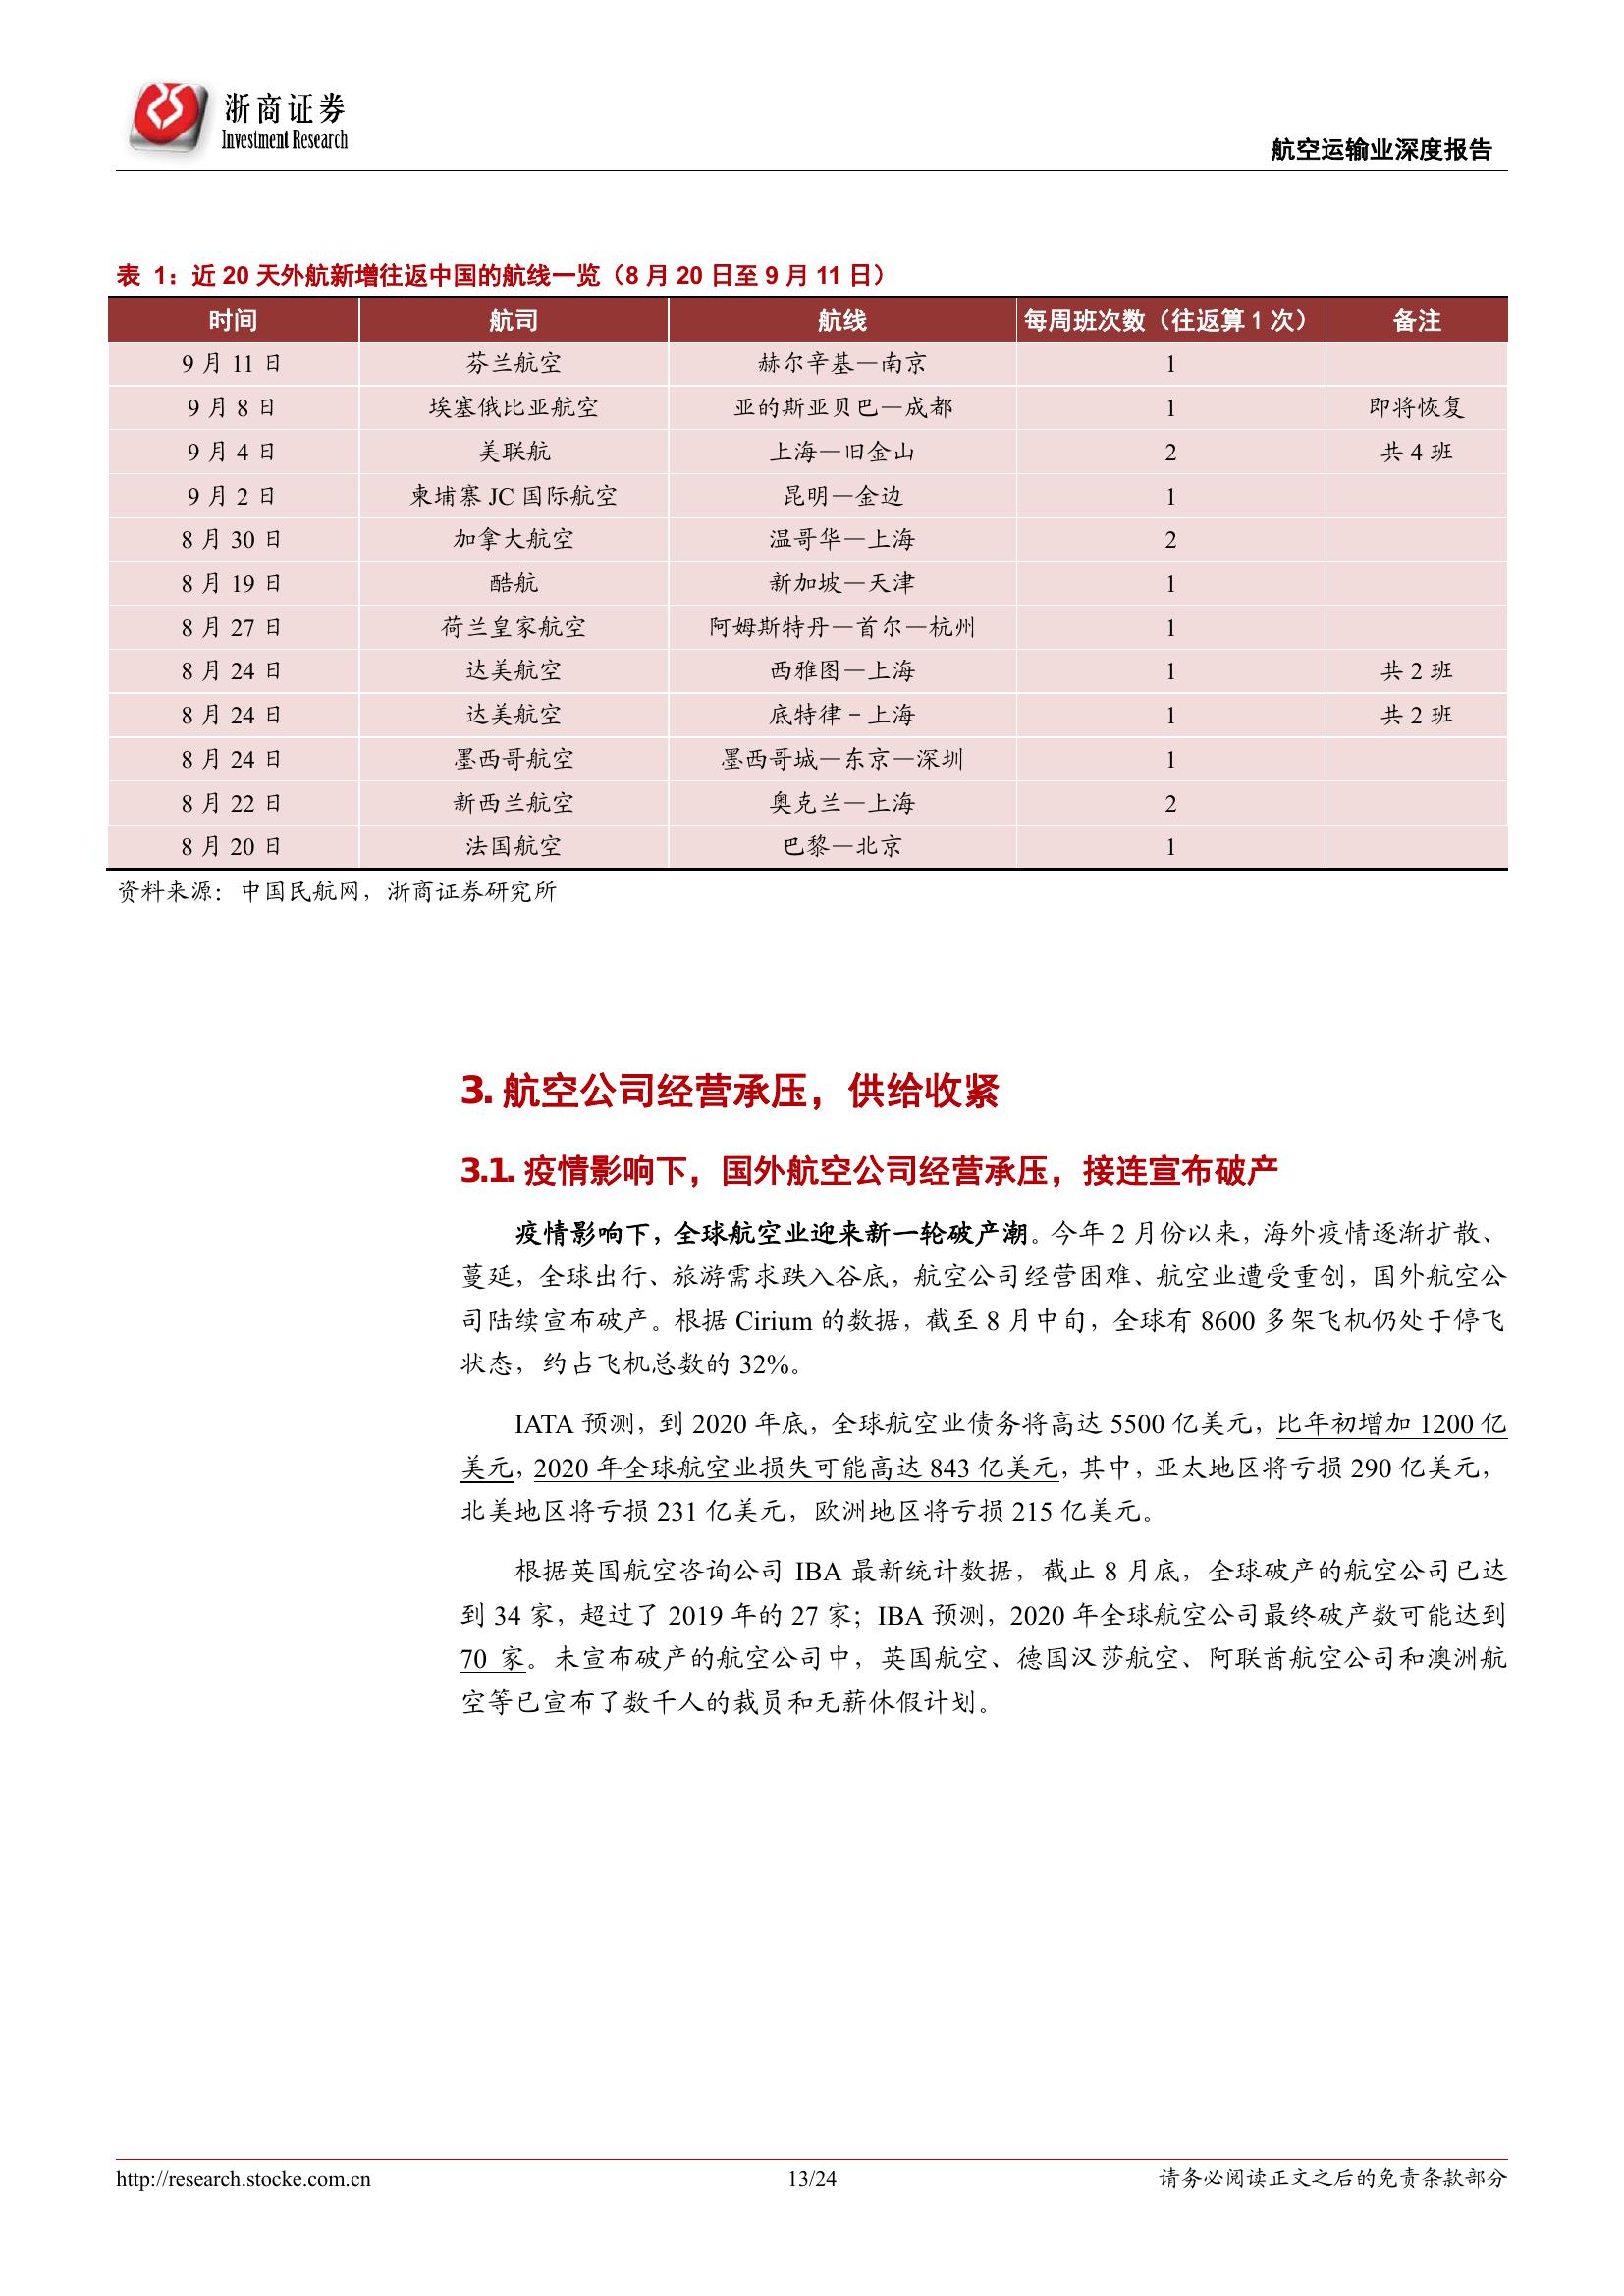 浙商证券
Investment Research
航空运输业深度报告
表 1：近 20 天外航新增往返中国的航线一览（8 月 20 日至 9 月 11 日）
时间 航司 航线 每周班次数（往返算 1 次） 备注
9 月 11 日 芬兰航空 赫尔辛基—南京 1
9 月 8 日 埃塞俄比亚航空 亚的斯亚贝巴—成都 1 即将恢复
9 月 4 日 美联航 上海—旧金山 2 共 4 班
9 月 2 日 柬埔寨 JC 国际航空 昆明—金边 1
8 月 30 日 加拿大航空 温哥华—上海 2
8 月 19 日 酷航 新加坡—天津 1
8 月 27 日 荷兰皇家航空 阿姆斯特丹—首尔—杭州 1
8 月 24 日 达美航空 西雅图—上海 1 共 2 班
8 月 24 日 达美航空 底特律–上海 1 共 2 班
8 月 24 日 墨西哥航空 墨西哥城—东京—深圳 1
8 月 22 日 新西兰航空 奥克兰—上海 2
8 月 20 日 法国航空 巴黎—北京 1
资料来源：中国民航网，浙商证券研究所
3. 航空公司经营承压，供给收紧
3.1. 疫情影响下，国外航空公司经营承压，接连宣布破产
疫情影响下，全球航空业迎来新一轮破产潮。今年 2 月份以来，海外疫情逐渐扩散、
蔓延，全球出行、旅游需求跌入谷底，航空公司经营困难、航空业遭受重创，国外航空公
司陆续宣布破产。根据 Cirium 的数据，截至 8 月中旬，全球有 8600 多架飞机仍处于停飞
状态，约占飞机总数的 32%。
IATA 预测，到 2020 年底，全球航空业债务将高达 5500 亿美元，比年初增加 1200 亿
美元，2020 年全球航空业损失可能高达 843 亿美元，其中，亚太地区将亏损 290 亿美元，
北美地区将亏损 231 亿美元，欧洲地区将亏损 215 亿美元。
根据英国航空咨询公司 IBA 最新统计数据，截止 8 月底，全球破产的航空公司已达
到 34 家，超过了 2019 年的 27 家；IBA 预测，2020 年全球航空公司最终破产数可能达到
70 家。未宣布破产的航空公司中，英国航空、德国汉莎航空、阿联酋航空公司和澳洲航
空等已宣布了数千人的裁员和无薪休假计划。
http://research.stocke.com.cn 13/24 请务必阅读正文之后的免责条款部分